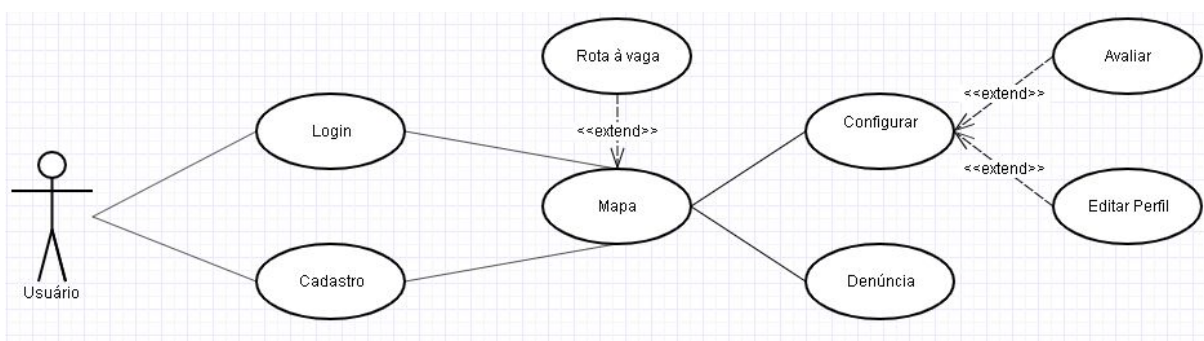 Rota à vaga
Avaliar
<<extend>>
Login
<<extend>>
Configurar
<<extend>>
Mapa
Editar Perfil
Cadastro
Denúncia
Usuário